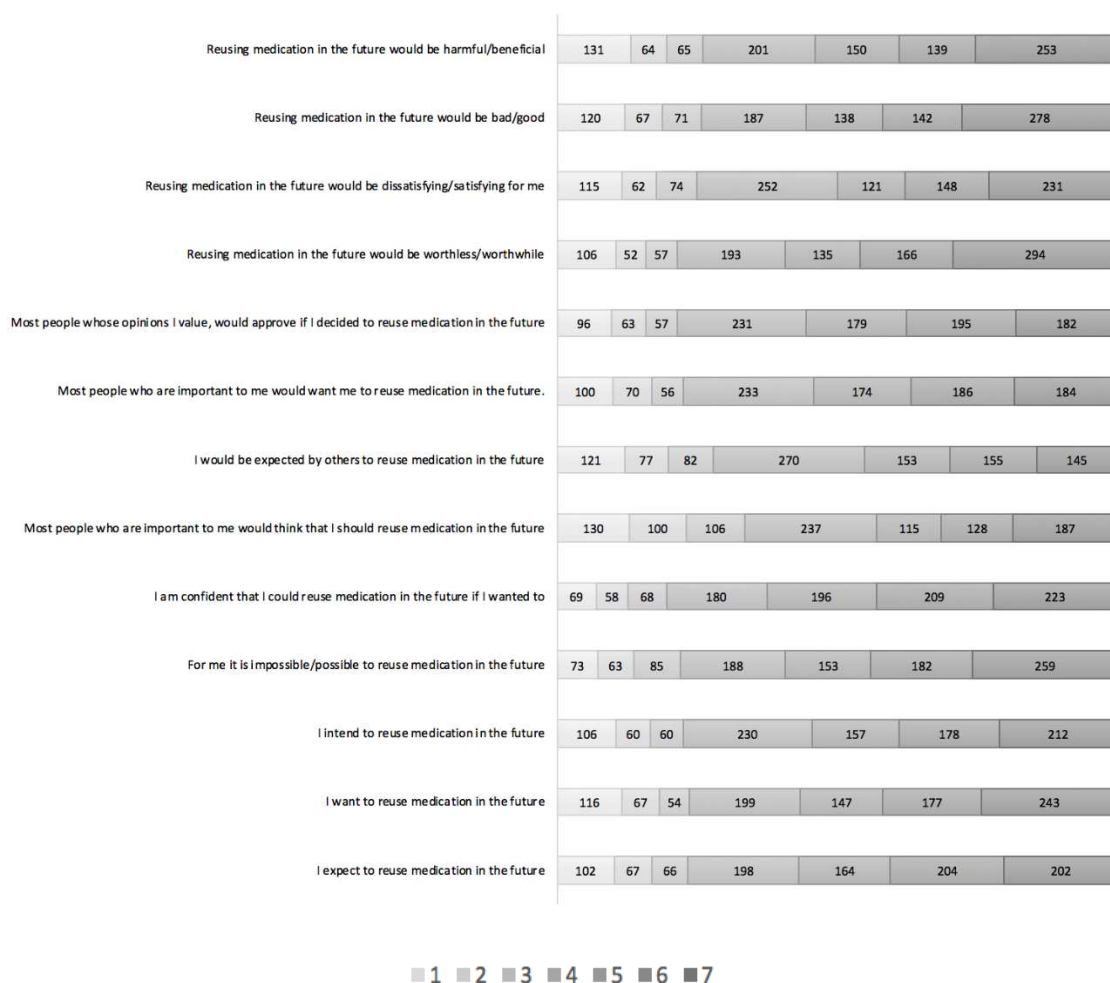 Reusing medication in the future would be harmful/beneficial 131 64 65 201 150 139 253
Reusing medication in the future would be bad/good 120 67 71 187 138 142 278
Reusing medication in the future would be dissatisfying/satisfying for me 115 62 74 252 121 148 231
Reusing medication in the future would be worthless/worthwhile 106 52 57 193 135 166 294
Most people whose opinions I value, would approve if I decided to reuse medication in the future 96 63 57 231 179 195 182
Most people who are important to me would want me to reuse medication in the future. 100 70 56 233 174 186 184
I would be expected by others to reuse medication in the future 121 77 82 270 153 155 145
Most people who are important to me would think that I should reuse medication in the future 130 100 106 237 115 128 187
I am confident that I could reuse medication in the future if I wanted to 69 58 68 180 196 209 223
For me it is impossible/possible to reuse medication in the future 73 63 85 188 153 182 259
I intend to reuse medication in the future 106 60 60 230 157 178 212
I want to reuse medication in the future 116 67 54 199 147 177 243
I expect to reuse medication in the future 102 67 66 198 164 204 202
1 2 3 4 5 6 7